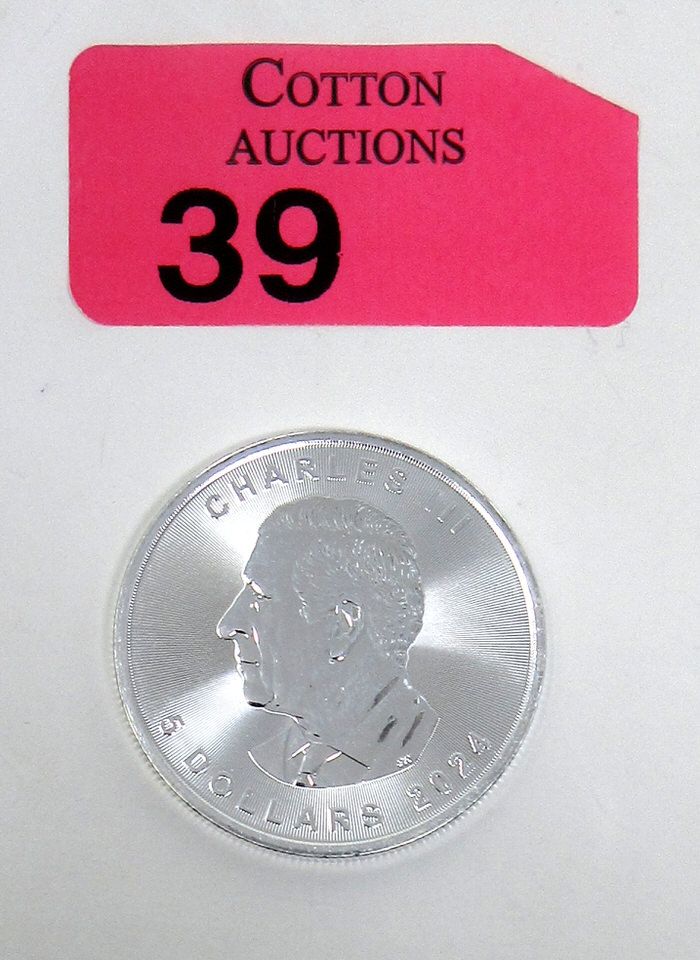 COTTON
AUCTIONS
39
CHARLES III
5 DOLLARS 2024